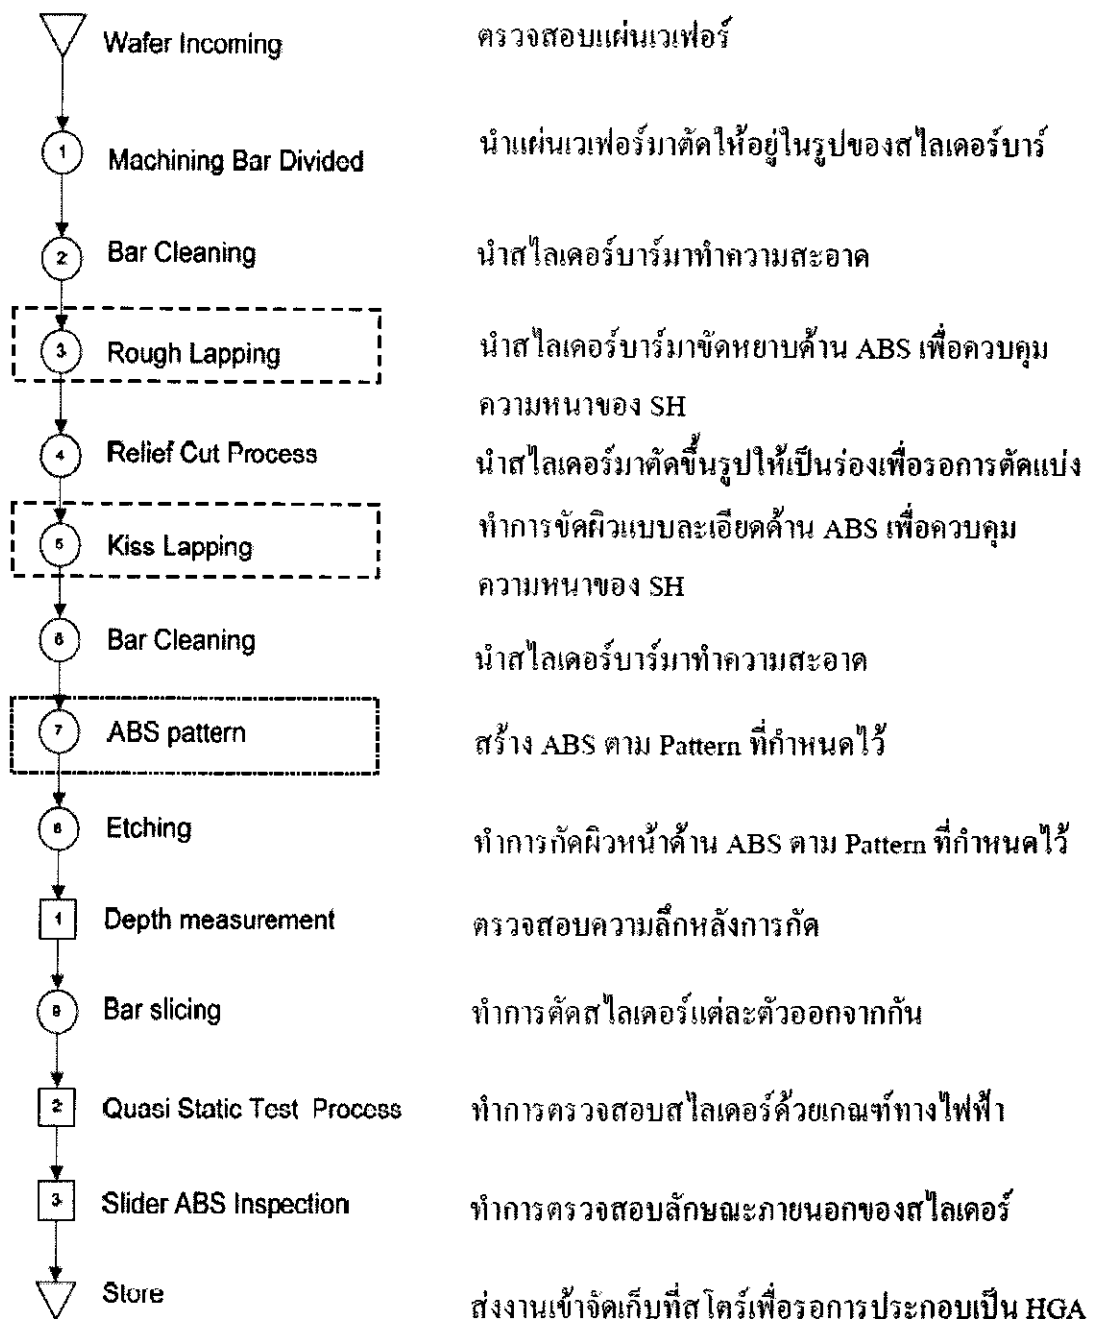 Wafer Incoming ตรวจสอบแผ่นเวเฟอร์
1 Machining Bar Divided นำแผ่นเวเฟอร์มาตัดให้อยู่ในรูปของสไลเดอร์บาร์
2 Bar Cleaning นำสไลเดอร์บาร์มาทำความสะอาด
3 Rough Lapping นำสไลเดอร์บาร์มาขัดหยาบด้าน ABS เพื่อควบคุม
ความหนาของ SH
4 Relief Cut Process นำสไลเดอร์มาตัดขึ้นรูปให้เป็นร่องเพื่อรอการตัดแบ่ง
5 Kiss Lapping ทำการขัดผิวแบบละเอียดด้าน ABS เพื่อควบคุม
ความหนาของ SH
6 Bar Cleaning นำสไลเดอร์บาร์มาทำความสะอาด
7 ABS pattern สร้าง ABS ตาม Pattern ที่กำหนดไว้
8 Etching ทำการกัดผิวหน้าด้าน ABS ตาม Pattern ที่กำหนดไว้
1 Depth measurement ตรวจสอบความลึกหลังการกัด
9 Bar slicing ทำการตัดสไลเดอร์แต่ละตัวออกจากกัน
2 Quasi Static Test Process ทำการตรวจสอบสไลเดอร์ด้วยเกณฑ์ทางไฟฟ้า
3 Slider ABS Inspection ทำการตรวจสอบลักษณะภายนอกของสไลเดอร์
Store ส่งงานเข้าจัดเก็บที่สโตร์เพื่อรอการประกอบเป็น HGA